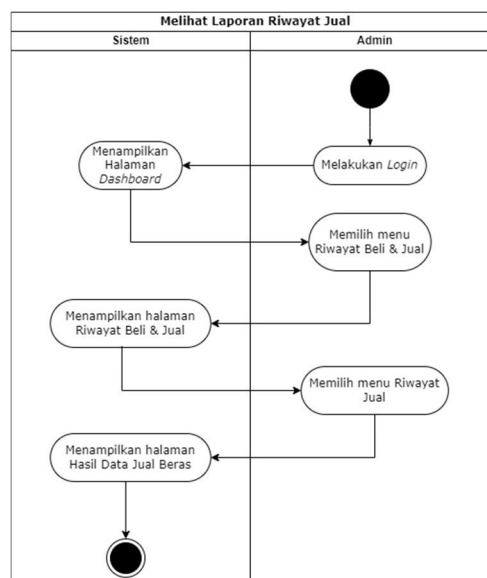 Melihat Laporan Riwayat Jual
Sistem
Admin
Melakukan Login
Menampilkan
Halaman
Dashboard
Memilih menu
Riwayat Beli & Jual
Menampilkan halaman
Riwayat Beli & Jual
Memilih menu Riwayat
Jual
Menampilkan halaman
Hasil Data Jual Beras